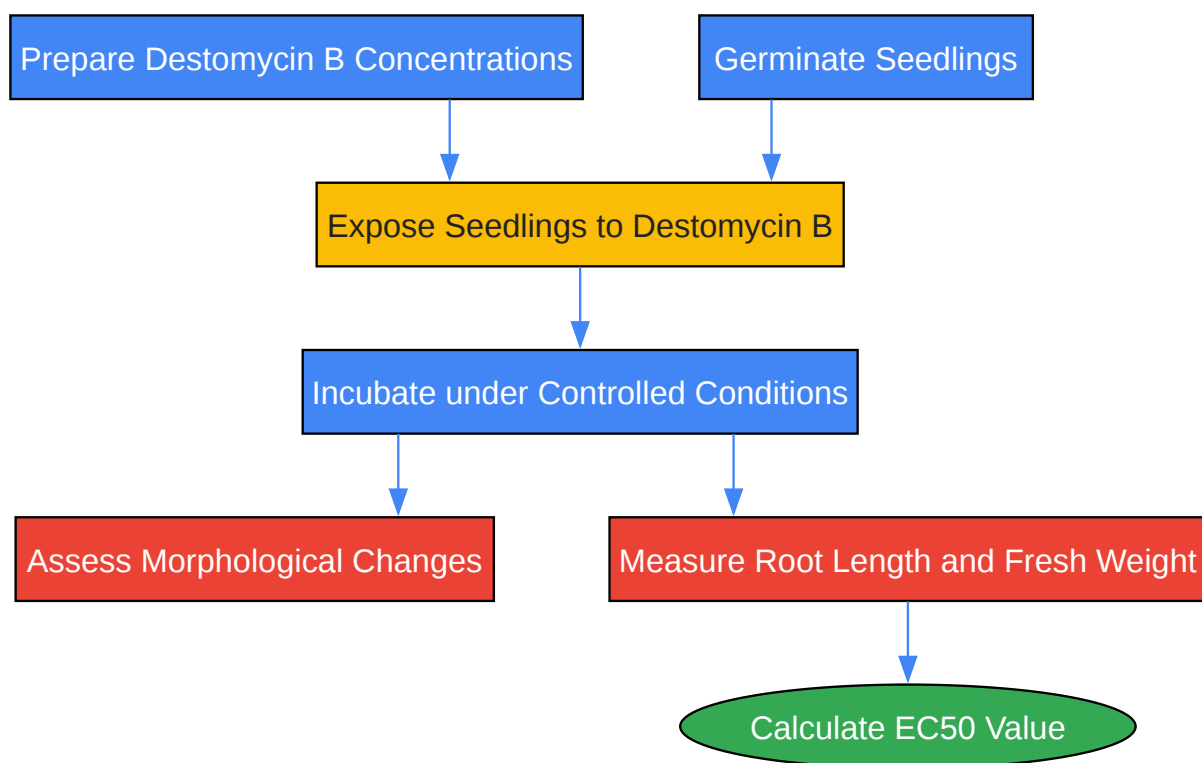 Prepare Destomycin B Concentrations
Germinate Seedlings
Expose Seedlings to Destomycin B
Incubate under Controlled Conditions
Assess Morphological Changes
Measure Root Length and Fresh Weight
Calculate EC50 Value